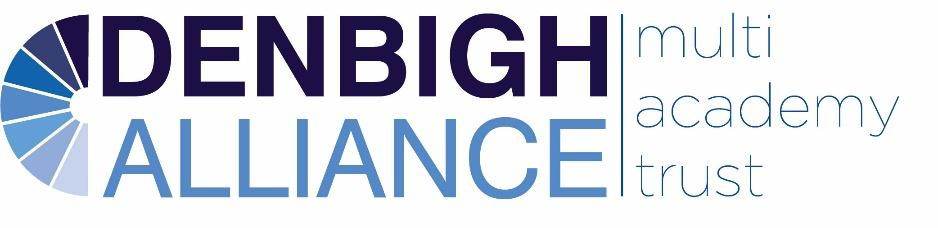 DENBIGH
ALLIANCE
multi
academy
trust